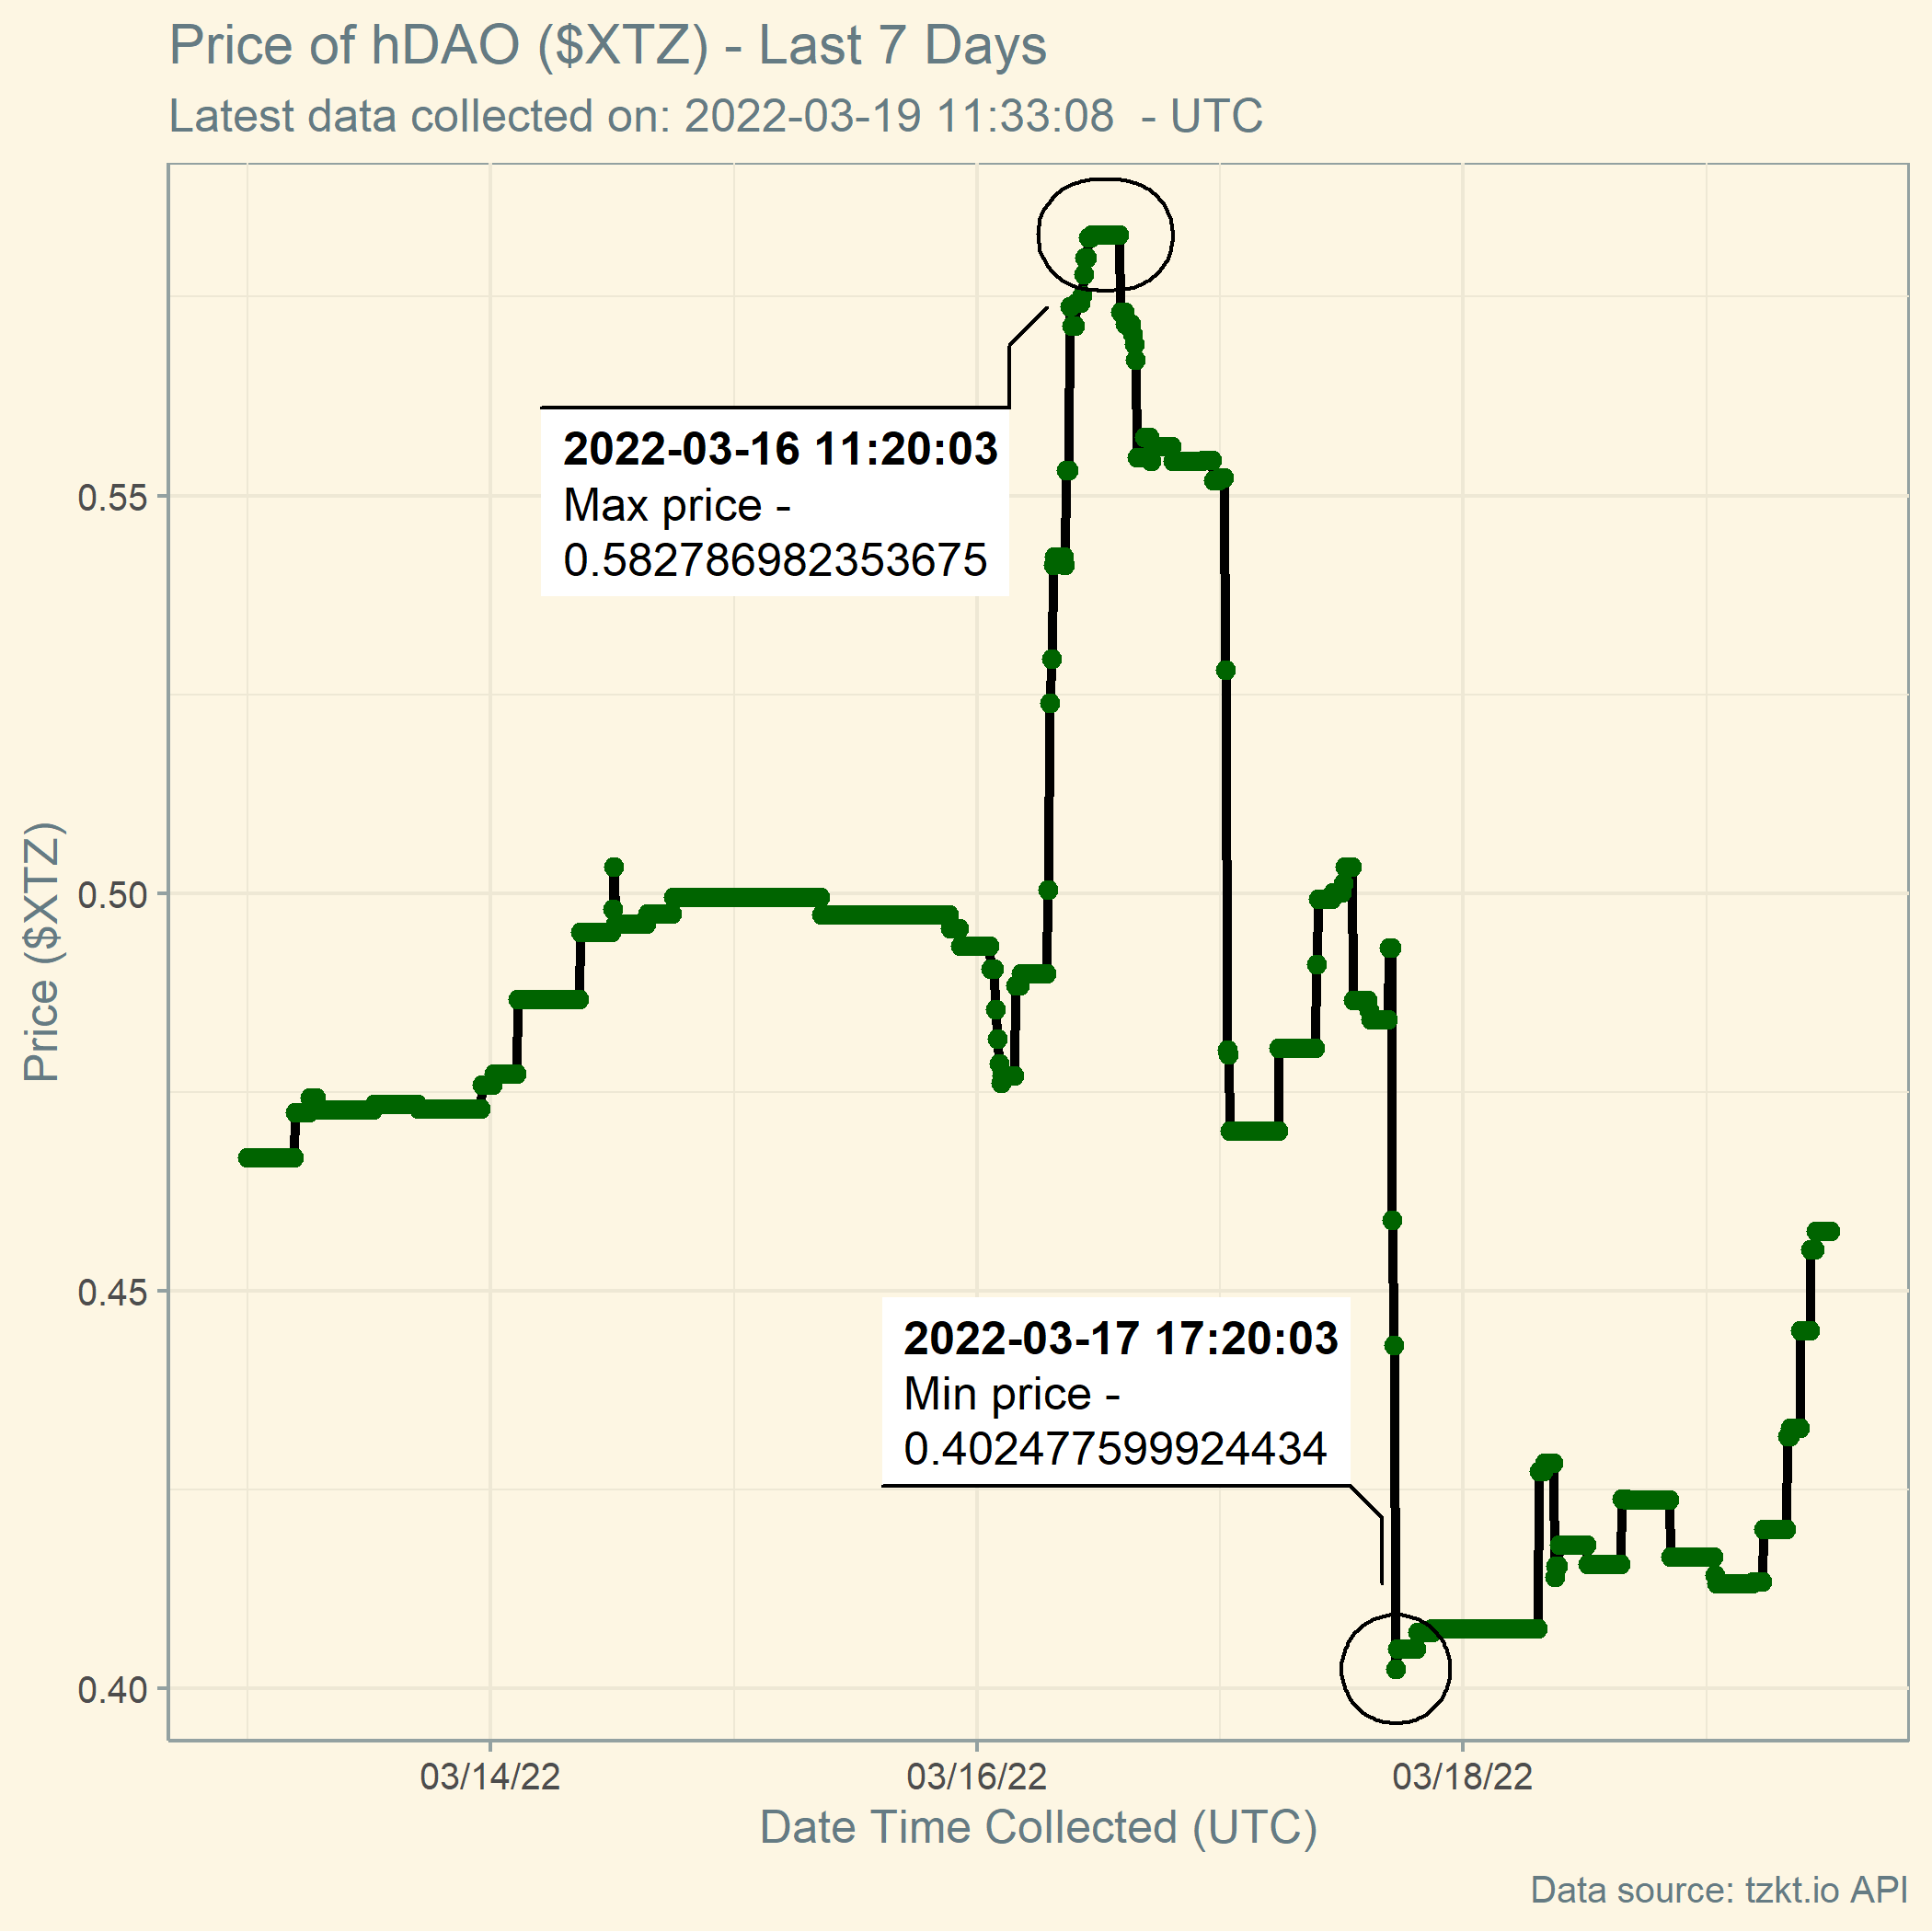 Price of hDAO ($XTZ) - Last 7 Days
Latest data collected on: 2022-03-19 11:33:08  - UTC
2022-03-16 11:20:03
Max price -
0.582786982353675
0.55
0.50
Price ($XTZ)
0.45
2022-03-17 17:20:03
Min price -
0.402477599924434
0.40
03/14/22
03/16/22
03/18/22
Date Time Collected (UTC)
Data source: tzkt.io API